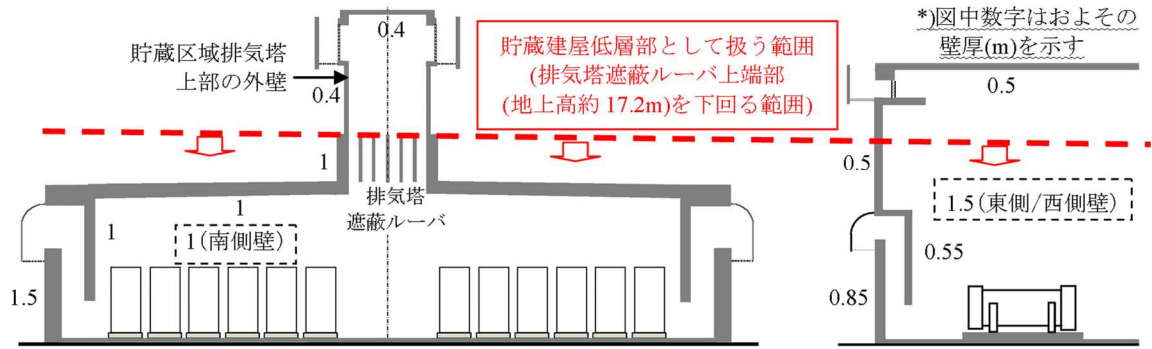 0.4
貯蔵区域排気塔
上部の外壁
0.4
貯蔵建屋低層部として扱う範囲
(排気塔遮蔽ルーバ上端部
(地上高約 17.2m)を下回る範囲)
*)図中数字はおよその
壁厚(m)を示す
0.5
1
排気塔
遮蔽ルーバ
1
1
1(南側壁)
1.5
0.5
1.5(東側/西側壁)
0.55
0.85